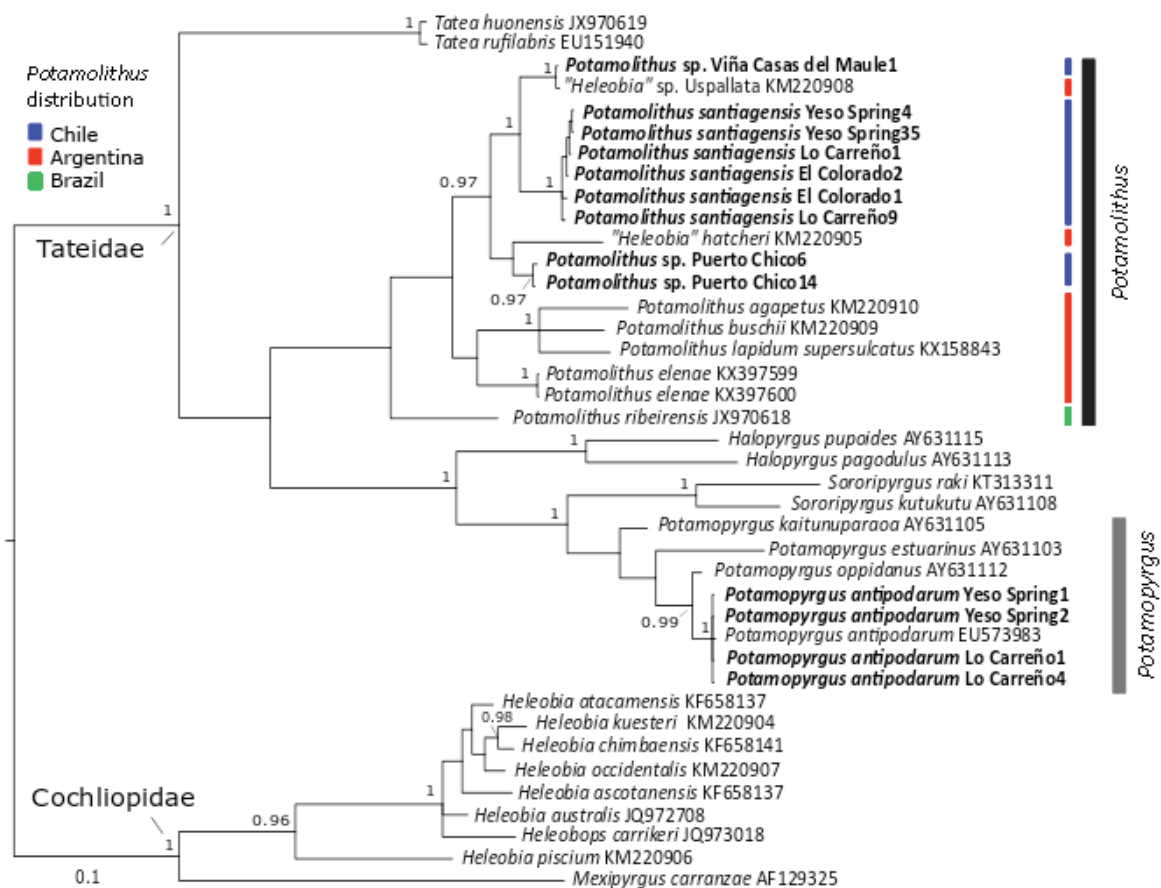 1
Tatea huonensis JX970619
Tatea rufilabris EU151940
Potamolithus
distribution
Chile
Argentina
Brazil
1
Potamolithus sp. Viña Casas del Maule1
"Heleobia" sp. Uspallata KM220908
1
Potamolithus santiagensis Yeso Spring4
Potamolithus santiagensis Yeso Spring35
Potamolithus santiagensis Lo Carreño1
0.97
1
Potamolithus santiagensis El Colorado2
Potamolithus santiagensis El Colorado1
Potamolithus santiagensis Lo Carreño9
1
Tateidae
"Heleobia" hatcheri KM220905
Potamolithus sp. Puerto Chico6
Potamolithus sp. Puerto Chico14
0.97
Potamolithus
Potamolithus agapetus KM220910
1
Potamolithus buschii KM220909
Potamolithus lapidum supersulcatus KX158843
1
Potamolithus elenae KX397599
Potamolithus elenae KX397600
Potamolithus ribeirensis JX970618
1
Halopyrgus pupoides AY631115
Halopyrgus pagodulus AY631113
1
1
Sororipyrgus raki KT313311
Sororipyrgus kutukutu AY631108
1
Potamopyrgus kaitunuparaoa AY631105
Potamopyrgus estuarinus AY631103
Potamopyrgus oppidanus AY631112
Potamopyrgus antipodarum Yeso Spring1
Potamopyrgus antipodarum Yeso Spring2
0.99
1
Potamopyrgus antipodarum EU573983
Potamopyrgus antipodarum Lo Carreño1
Potamopyrgus antipodarum Lo Carreño4
Potamopyrgus
Heleobia atacamensis KF658137
0.98
Heleobia kuesteri KM220904
Heleobia chimbaensis KF658141
Heleobia occidentalis KM220907
1
Heleobia ascotanensis KF658137
Cochliopidae
Heleobia australis JQ972708
0.96
Heleobops carrikeri JQ973018
1
Heleobia piscium KM220906
0.1
Mexipyrgus carranzae AF129325